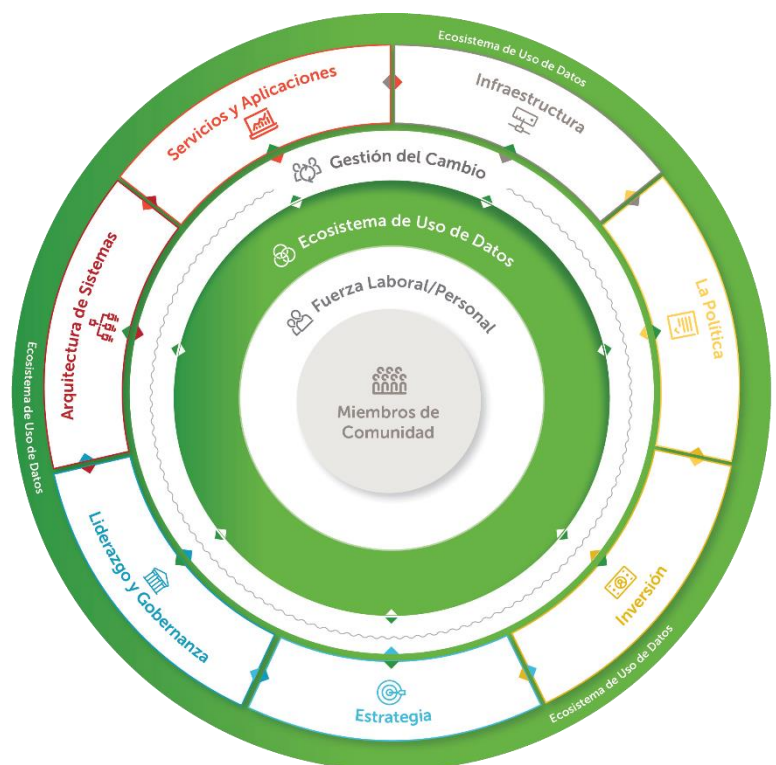 Ecosistema de Uso de Datos
Servicios y Aplicaciones
Infraestructura
Gestión del Cambio
Ecosistema de Uso de Datos
Fuerza Laboral/Personal
Miembros de
Comunidad
Arquitectura de Sistemas
La Política
Ecosistema de Uso de Datos
Liderazgo y Gobernanza
Inversión
Estrategia
Ecosistema de Uso de Datos